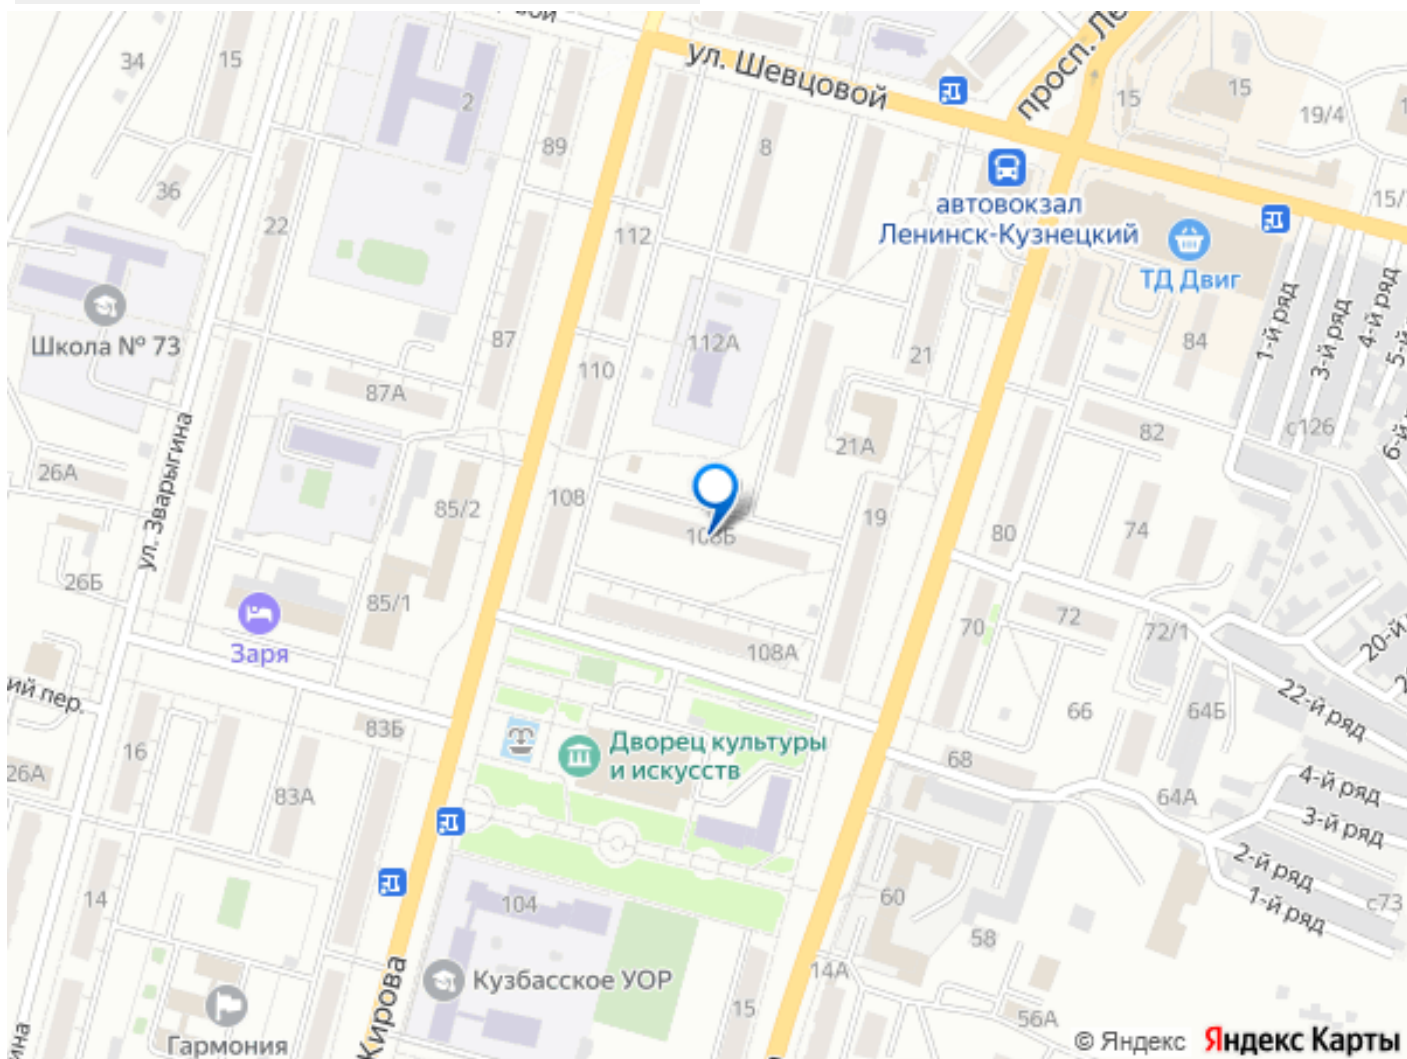 ул. Шевцовой
просп. Ле
34
15
2
89
8
15
15
19/4
36
22
112
автовокзал
Ленинск-Кузнецкий
ТД Двиг
15/
Школа № 73
87
87А
110
112А
21
84
1-й ряд
3-й ряд
4-й ряд
5-й
6-й
с126
82
21А
26А
ул. Зварыгина
85/2
108
108Б
19
80
74
26Б
85/1
Заря
108А
70
72
72/1
20-й
22-й ряд
ий пер.
83Б
16
26А
83А
Дворец культуры
и искусств
66
64Б
68
64А
4-й ряд
3-й ряд
2-й ряд
1-й ряд
с73
14
104
60
58
Кирова
Кузбасское УОР
14А
15
56А
Гармония
ина
© Яндекс Яндекс Карты